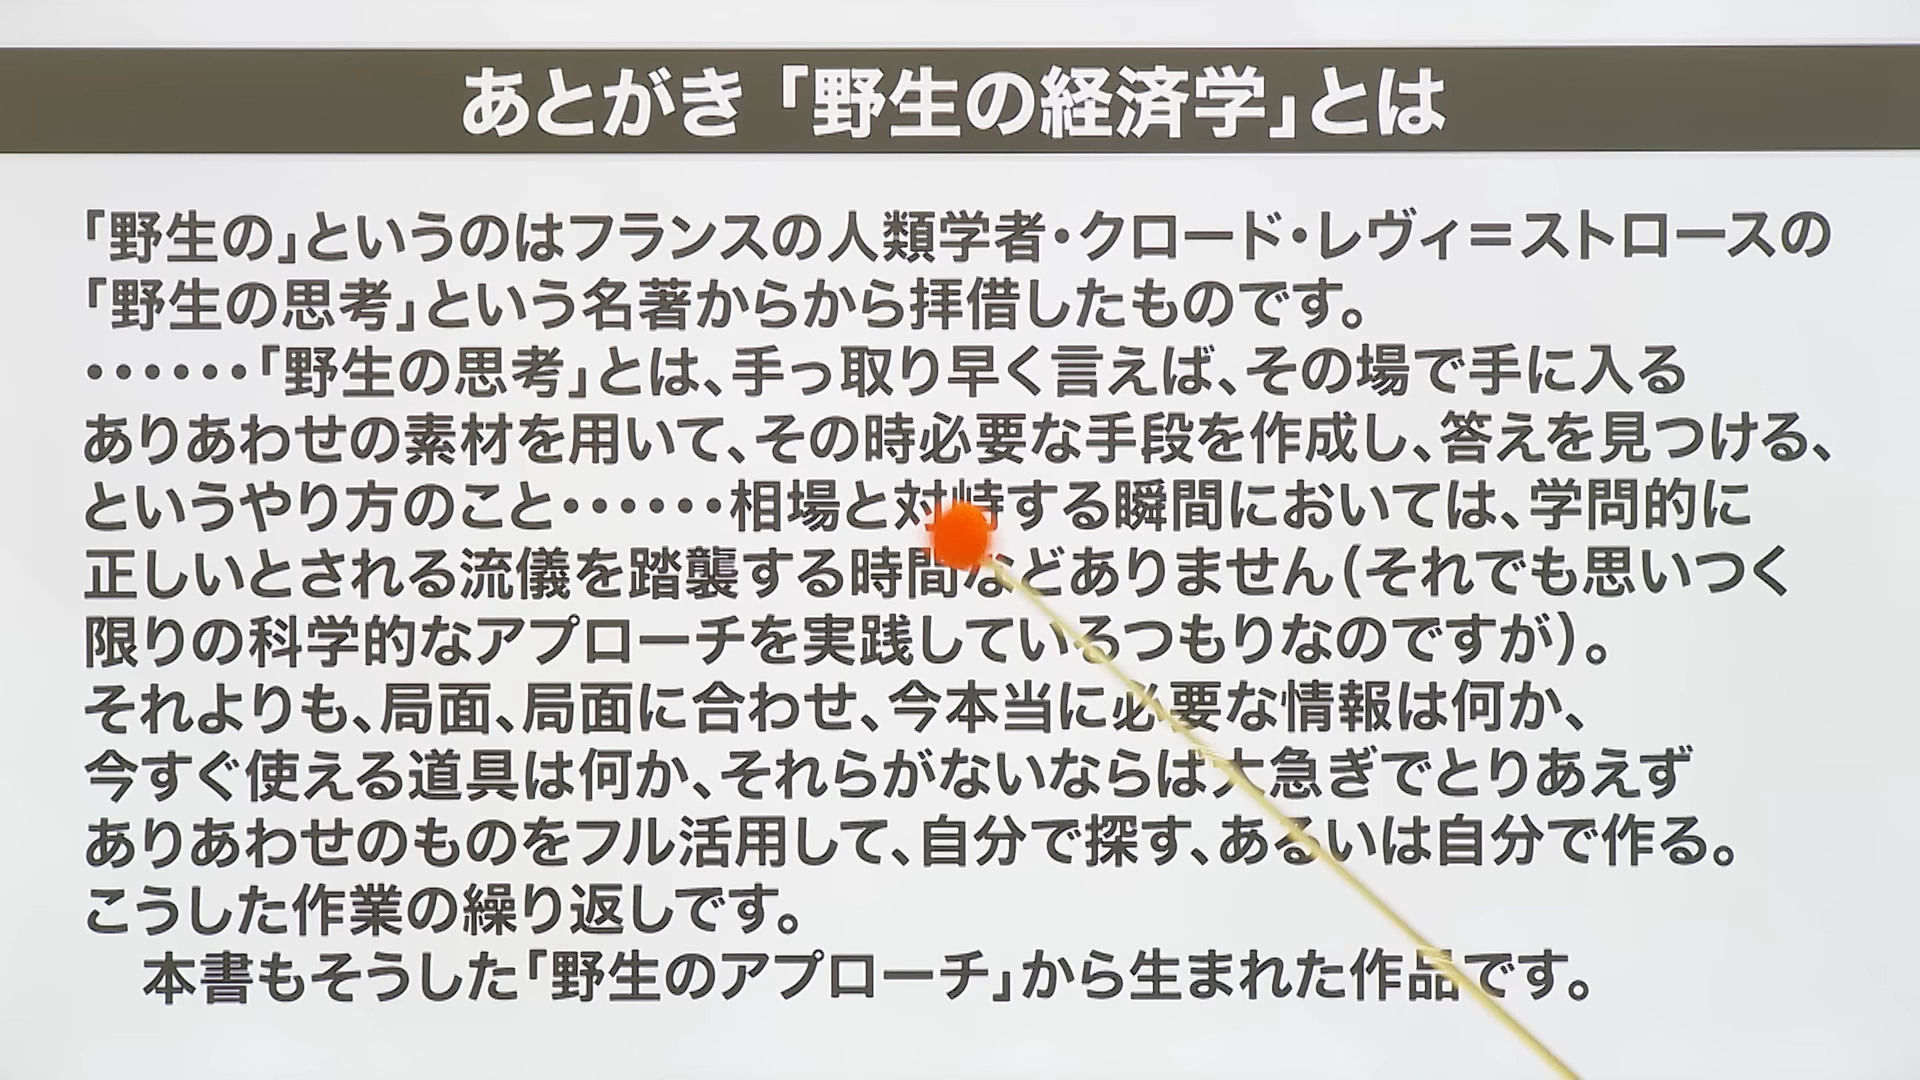 あとがき「野生の経済学」とは
「野生の」というのはフランスの人類学者・クロード・レヴィ＝ストロースの
「野生の思考」という名著からから拝借したものです。
・・・・・・「野生の思考」とは、手っ取り早く言えば、その場で手に入る
ありあわせの素材を用いて、その時必要な手段を作成し、答えを見つける、
というやり方のこと・・・・・・相場と対峙する瞬間においては、学問的に
正しいとされる流儀を踏襲する時間などありません（それでも思いつく
限りの科学的なアプローチを実践しているつもりなのですが）。
それよりも、局面、局面に合わせ、今本当に必要な情報は何か、
今すぐ使える道具は何か、それらがないならば大急ぎでとりあえず
ありあわせのものをフル活用して、自分で探す、あるいは自分で作る。
こうした作業の繰り返しです。
本書もそうした「野生のアプローチ」から生まれた作品です。